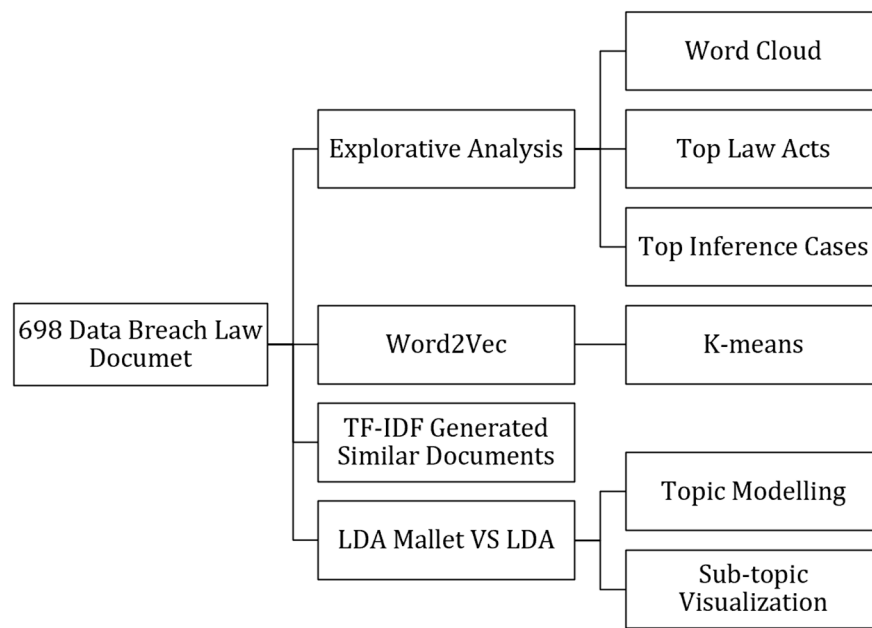 698 Data Breach Law
Documet
Explorative Analysis
Word Cloud
Top Law Acts
Top Inference Cases
Word2Vec
K-means
TF-IDF Generated
Similar Documents
LDA Mallet VS LDA
Topic Modelling
Sub-topic
Visualization